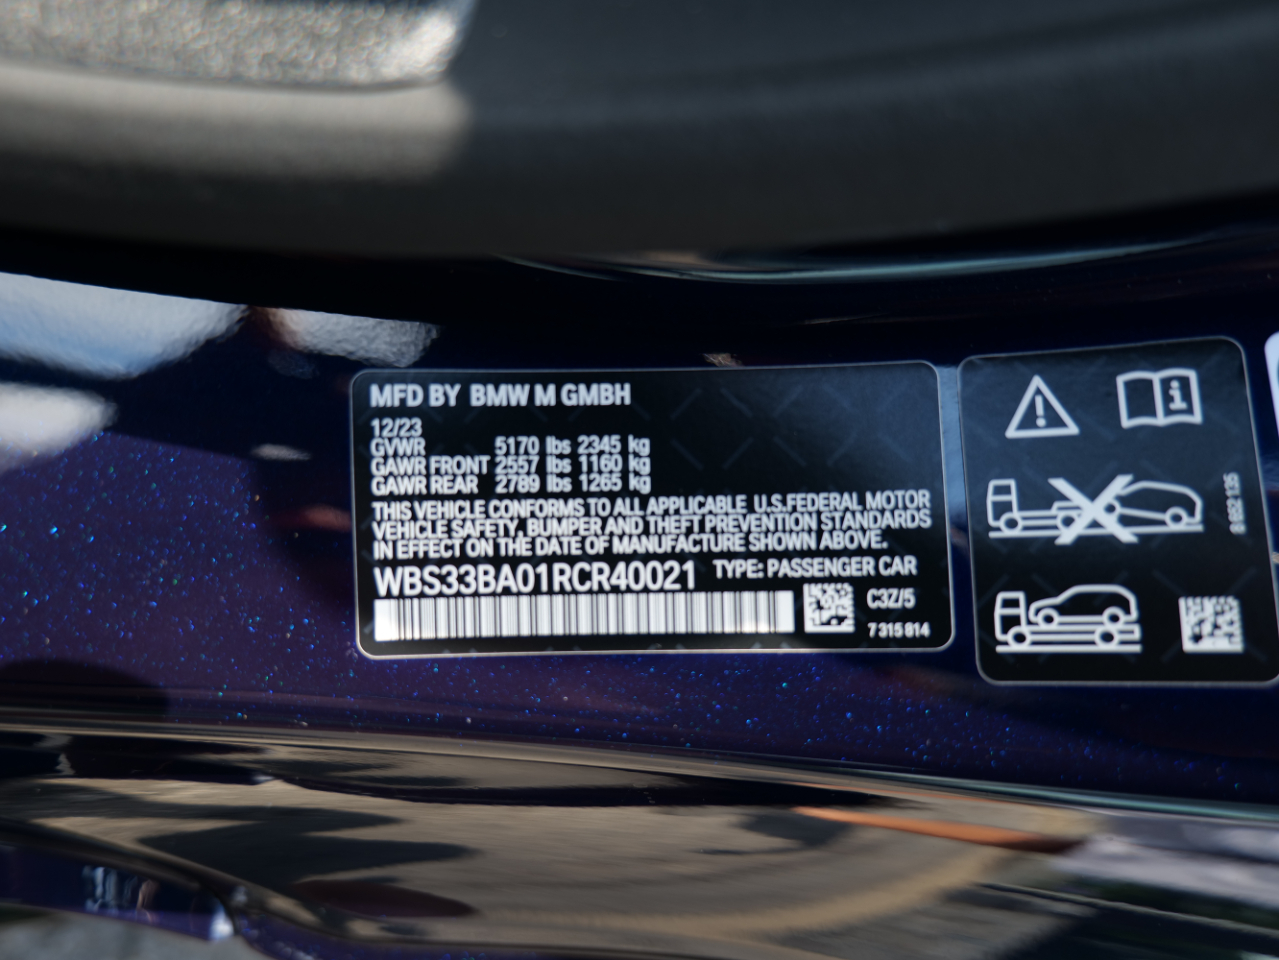 MFD BY BMW M GMBH
12/23
GVWR 5170 lbs 2345 kg
GAWR FRONT 2557 lbs 1160 kg
GAWR REAR 2789 lbs 1265 kg
THIS VEHICLE CONFORMS TO ALL APPLICABLE U.S.FEDERAL MOTOR
VEHICLE SAFETY, BUMPER AND THEFT PREVENTION STANDARDS
IN EFFECT ON THE DATE OF MANUFACTURE SHOWN ABOVE.
WBS33BA01RCR40021 TYPE: PASSENGER CAR
C3Z/5
7 315 814